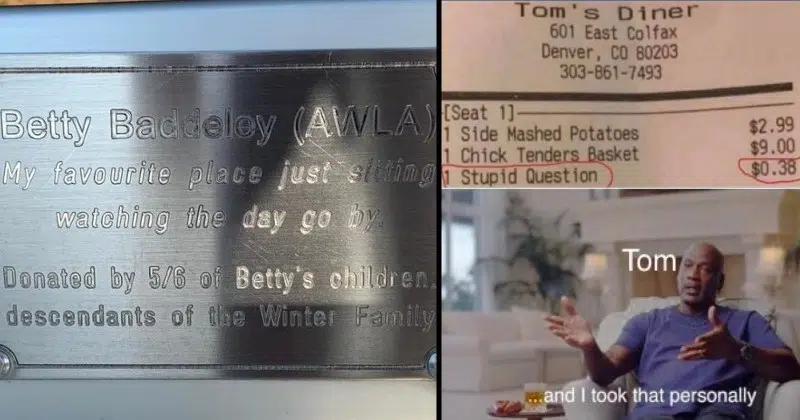 Betty Baddeley (AWLA)
My favourite place just sitting
watching the day go by.
Donated by 5/6 of Betty's children,
descendants of the Winter Family
Tom's Diner
601 East Colfax
Denver, CO 80203
303-861-7493
[Seat 1]
1 Side Mashed Potatoes $2.99
1 Chick Tenders Basket $9.00
1 Stupid Question $0.38
Tom
...and I took that personally